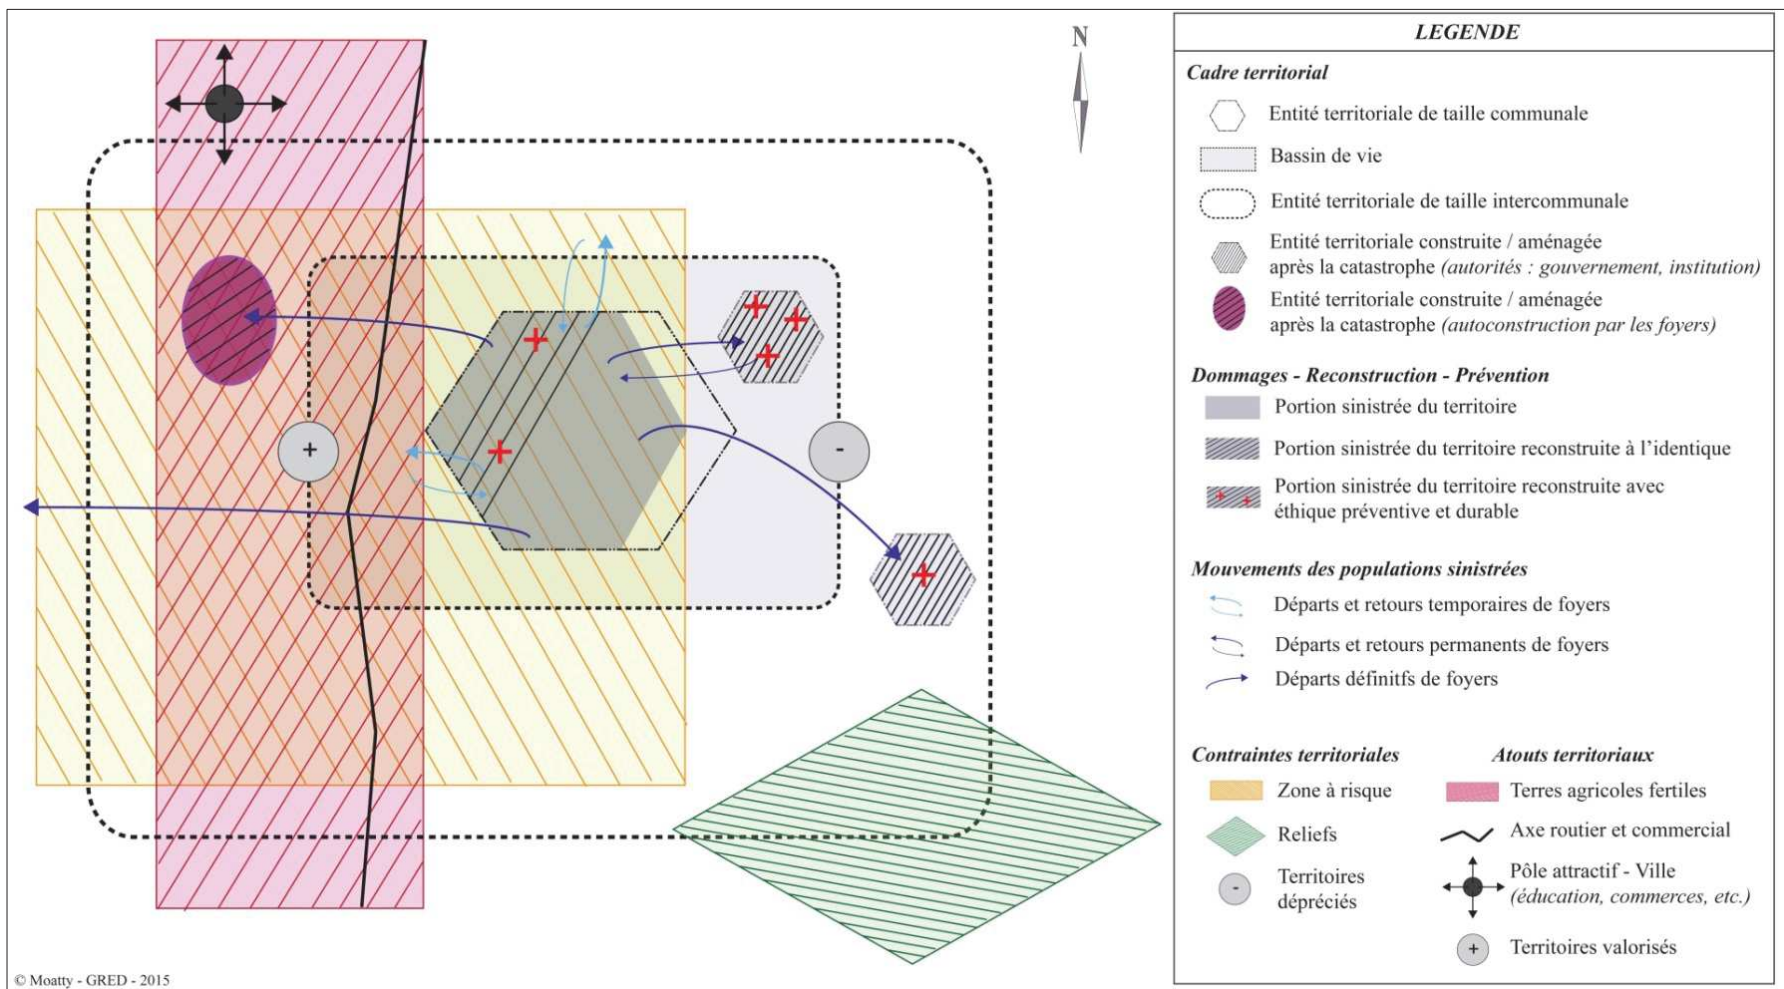 N
+
-
© Moatty - GRED - 2015
LEGENDE
Cadre territorial
Entité territoriale de taille communale
Bassin de vie
Entité territoriale de taille intercommunale
Entité territoriale construite / aménagée
après la catastrophe (autorités : gouvernement, institution)
Entité territoriale construite / aménagée
après la catastrophe (autoconstruction par les foyers)
Dommages - Reconstruction - Prévention
Portion sinistrée du territoire
Portion sinistrée du territoire reconstruite à l’identique
Portion sinistrée du territoire reconstruite avec
éthique préventive et durable
Mouvements des populations sinistrées
Départs et retours temporaires de foyers
Départs et retours permanents de foyers
Départs définitfs de foyers
Contraintes territoriales
Zone à risque
Reliefs
-
Territoires
dépréciés
Atouts territoriaux
Terres agricoles fertiles
Axe routier et commercial
Pôle attractif - Ville
(éducation, commerces, etc.)
+
Territoires valorisés